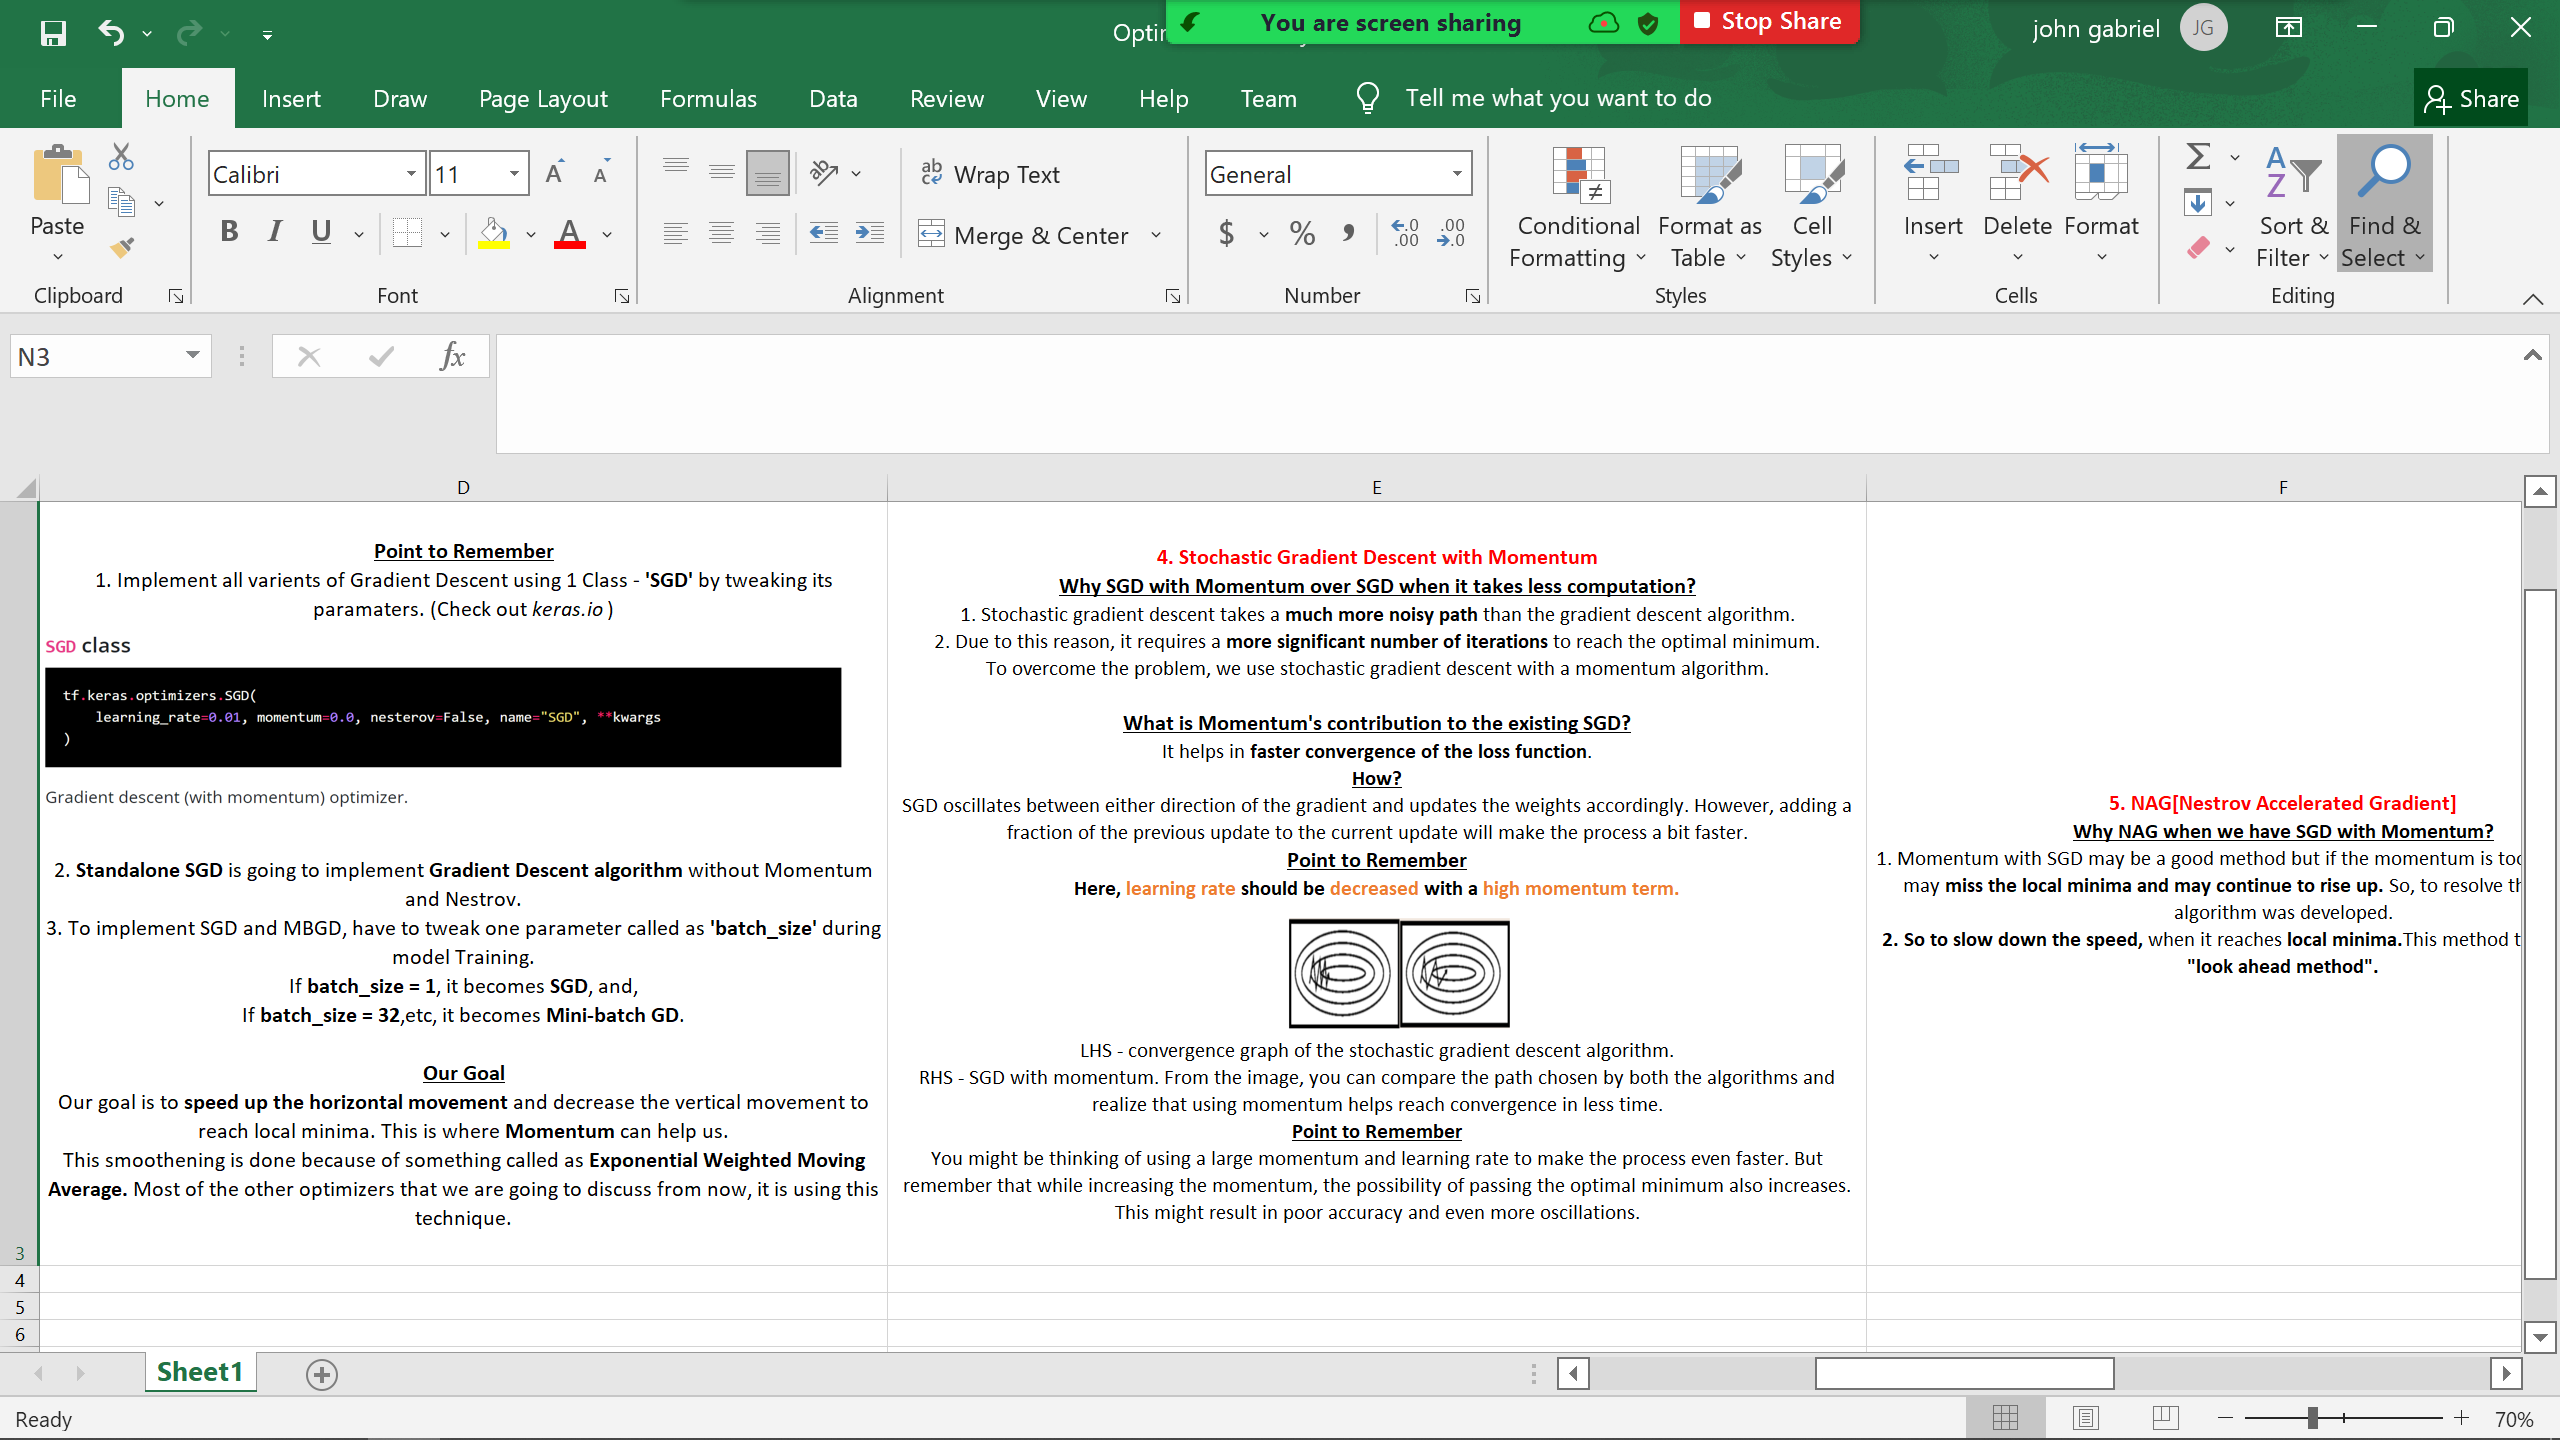 Optim
You are screen sharing
Stop Share
john gabriel
JG
File
Home
Insert
Draw
Page Layout
Formulas
Data
Review
View
Help
Team
Tell me what you want to do
Share
Paste
Clipboard
Calibri
11
B I U
Font
Wrap Text
Merge & Center
Alignment
General
$ % ,
Number
Conditional
Formatting
Format as
Table
Cell
Styles
Styles
Insert
Delete
Format
Cells
Sort &
Filter
Find &
Select
Editing
N3
fx
D
E
F
Point to Remember
1. Implement all varients of Gradient Descent using 1 Class - 'SGD' by tweaking its
paramaters. (Check out keras.io )
SGD class
tf.keras.optimizers.SGD(
learning_rate=0.01, momentum=0.0, nesterov=False, name="SGD", **kwargs
)
Gradient descent (with momentum) optimizer.
2. Standalone SGD is going to implement Gradient Descent algorithm without Momentum
and Nestrov.
3. To implement SGD and MBGD, have to tweak one parameter called as 'batch_size' during
model Training.
If batch_size = 1, it becomes SGD, and,
If batch_size = 32,etc, it becomes Mini-batch GD.
Our Goal
Our goal is to speed up the horizontal movement and decrease the vertical movement to
reach local minima. This is where Momentum can help us.
This smoothening is done because of something called as Exponential Weighted Moving
Average. Most of the other optimizers that we are going to discuss from now, it is using this
technique.
4. Stochastic Gradient Descent with Momentum
Why SGD with Momentum over SGD when it takes less computation?
1. Stochastic gradient descent takes a much more noisy path than the gradient descent algorithm.
2. Due to this reason, it requires a more significant number of iterations to reach the optimal minimum.
To overcome the problem, we use stochastic gradient descent with a momentum algorithm.
What is Momentum's contribution to the existing SGD?
It helps in faster convergence of the loss function.
How?
SGD oscillates between either direction of the gradient and updates the weights accordingly. However, adding a
fraction of the previous update to the current update will make the process a bit faster.
Point to Remember
Here, learning rate should be decreased with a high momentum term.
LHS - convergence graph of the stochastic gradient descent algorithm.
RHS - SGD with momentum. From the image, you can compare the path chosen by both the algorithms and
realize that using momentum helps reach convergence in less time.
Point to Remember
You might be thinking of using a large momentum and learning rate to make the process even faster. But
remember that while increasing the momentum, the possibility of passing the optimal minimum also increases.
This might result in poor accuracy and even more oscillations.
5. NAG[Nestrov Accelerated Gradient]
Why NAG when we have SGD with Momentum?
1. Momentum with SGD may be a good method but if the momentum is too
may miss the local minima and may continue to rise up. So, to resolve th
algorithm was developed.
2. So to slow down the speed, when it reaches local minima.This method t
"look ahead method".
3
4
5
6
Sheet1
Ready
70%